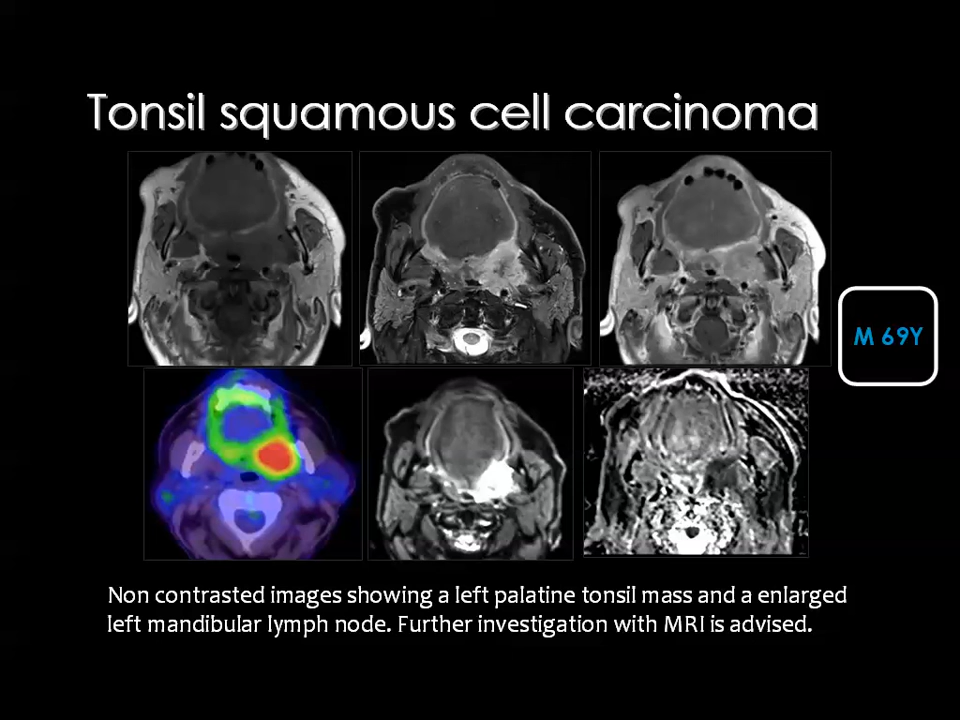 Tonsil squamous cell carcinoma
M 69Y
Non contrasted images showing a left palatine tonsil mass and a enlarged
left mandibular lymph node. Further investigation with MRI is advised.